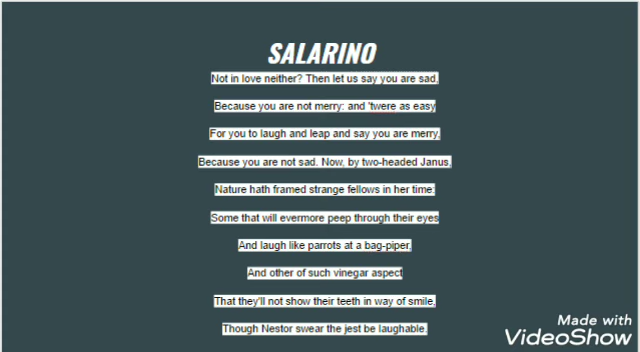 SALARINO
Not in love neither? Then let us say you are sad,
Because you are not merry: and 'twere as easy
For you to laugh and leap and say you are merry,
Because you are not sad. Now, by two-headed Janus,
Nature hath framed strange fellows in her time:
Some that will evermore peep through their eyes
And laugh like parrots at a bag-piper,
And other of such vinegar aspect
That they'll not show their teeth in way of smile,
Though Nestor swear the jest be laughable.
Made with
VideoShow